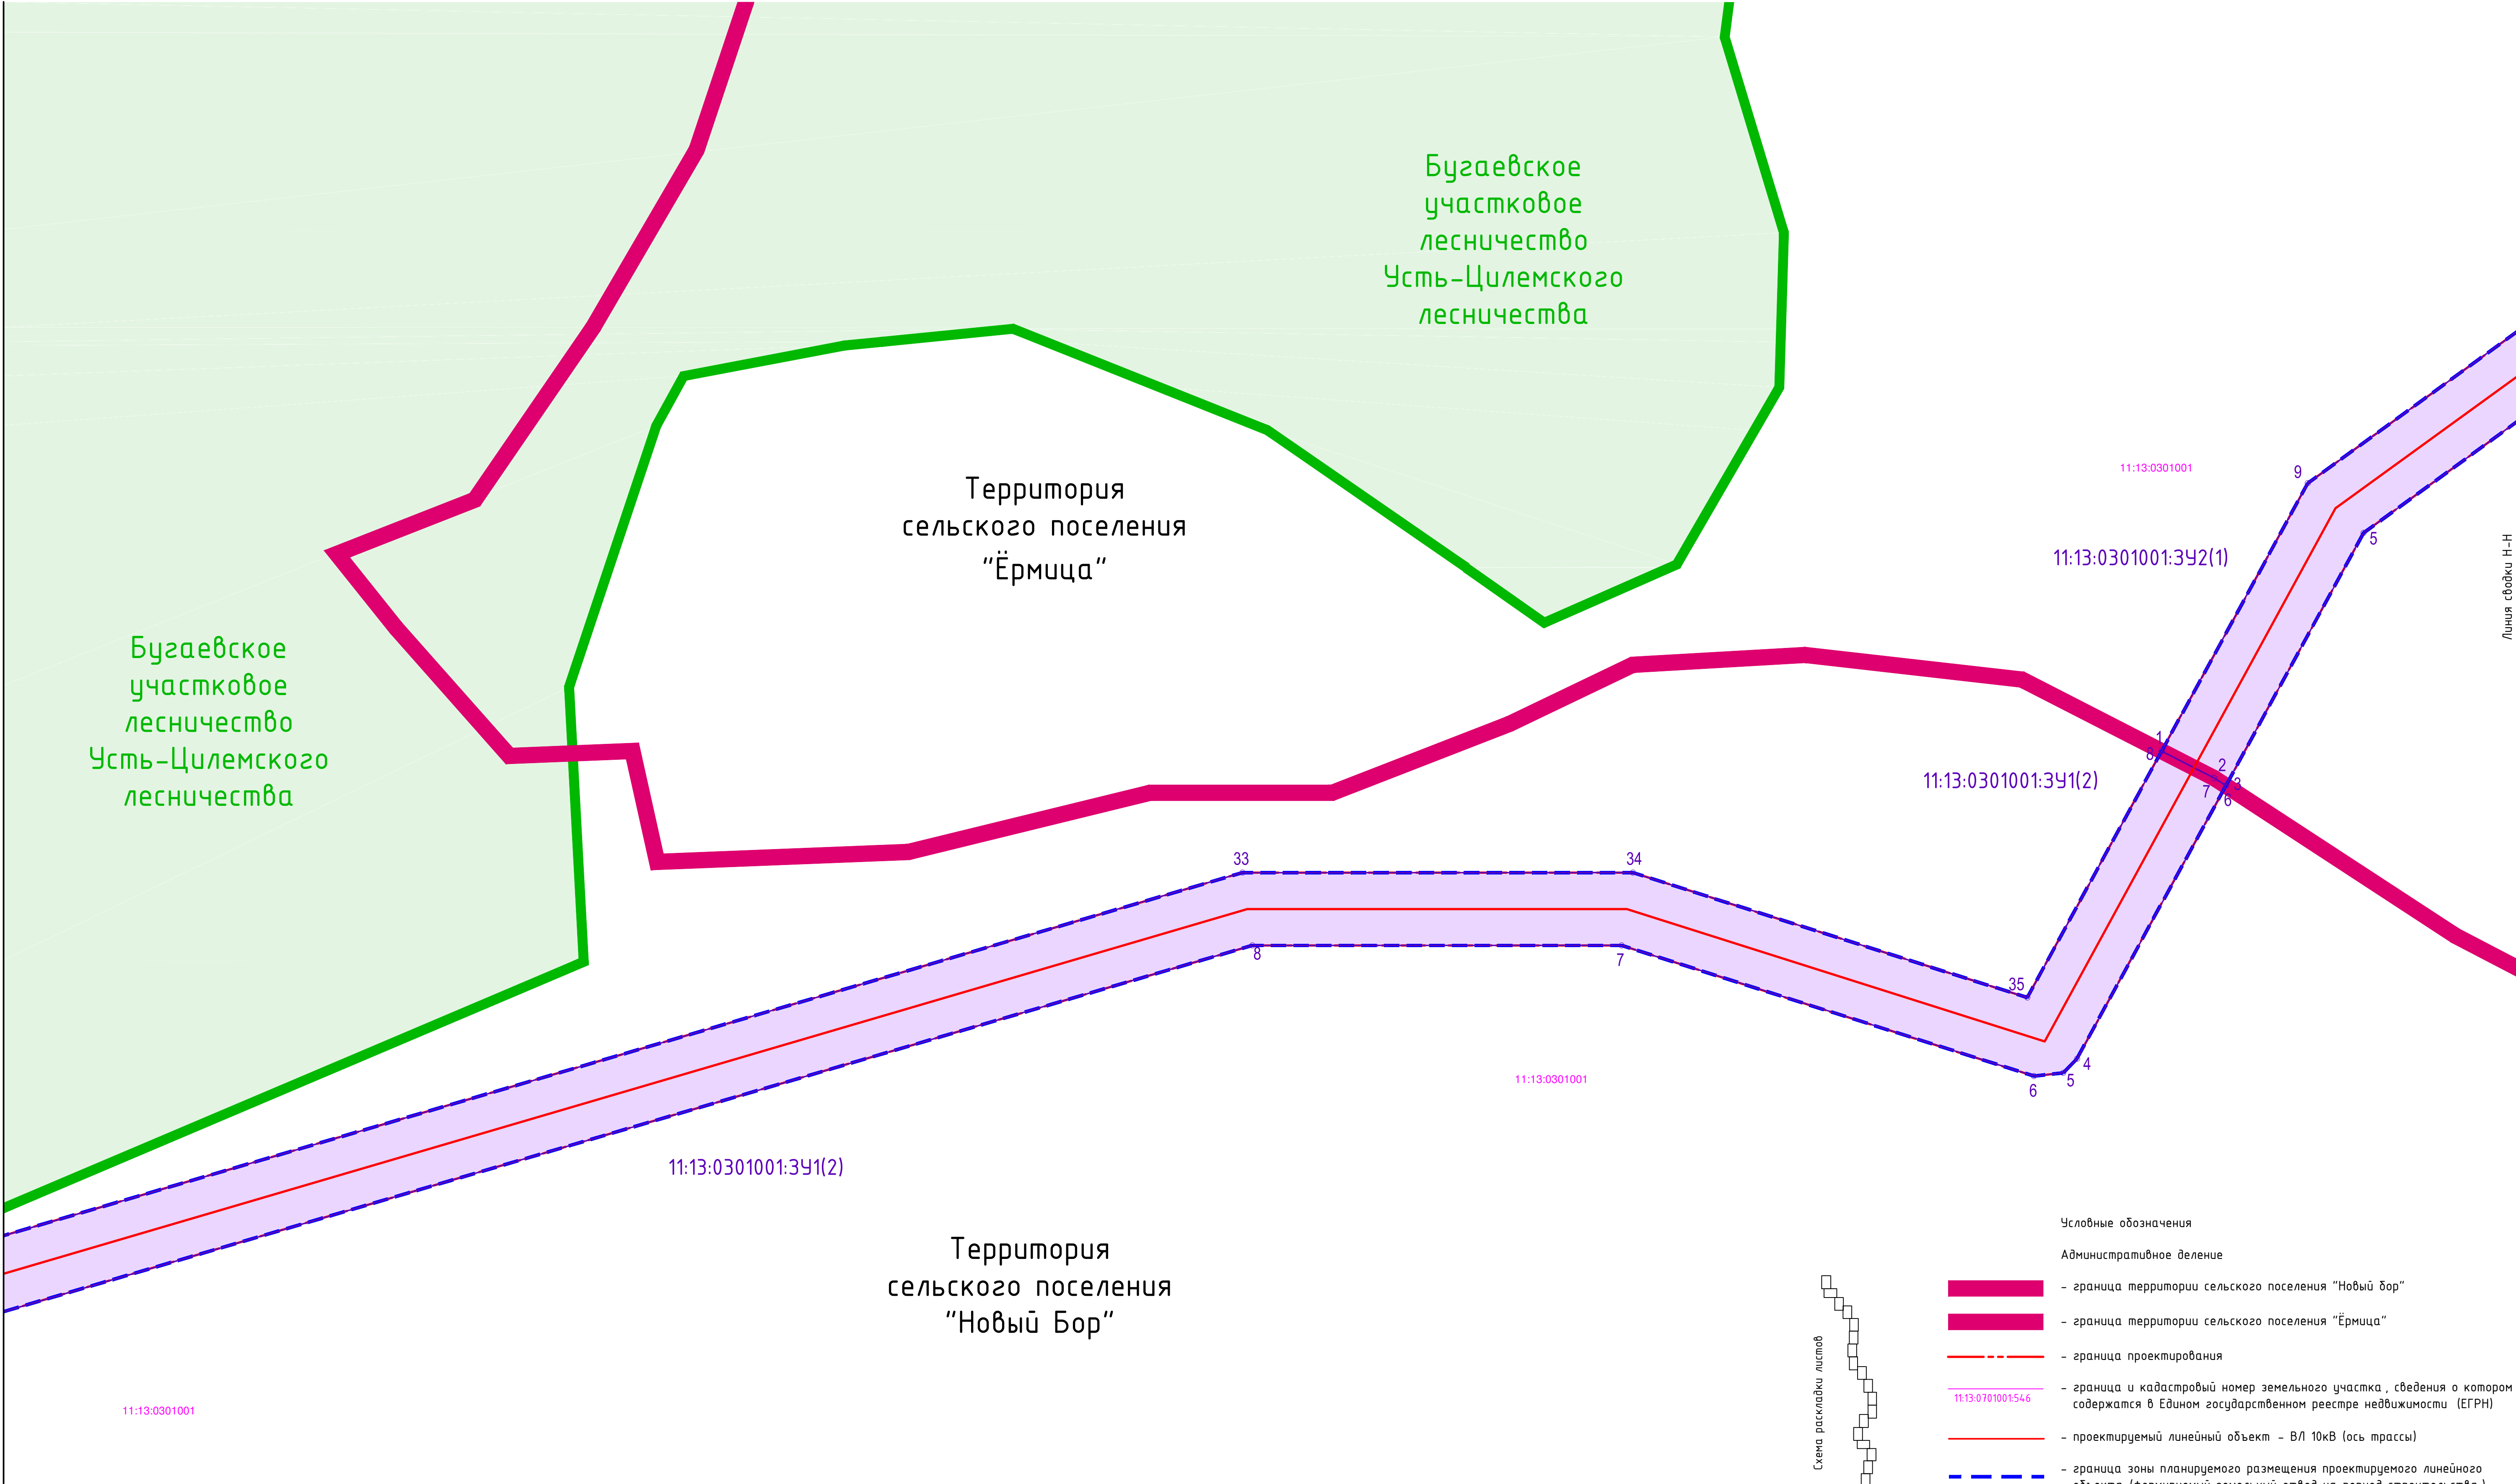 Бугаевское
участковое
лесничество
Усть-Цилемского
лесничества
Территория
сельского поселения
"Ёрмица"
Бугаевское
участковое
лесничество
Усть-Цилемского
лесничества
11:13:0301001
9
5
11:13:0301001:ЗУ2(1)
Линия сводки Н-Н
11:13:0301001:ЗУ1(2)
1
8
2
3
7
6
33
34
8
7
35
4
5
6
11:13:0301001
11:13:0301001:ЗУ1(2)
Территория
сельского поселения
"Новый Бор"
11:13:0301001
Схема раскладки листов
Условные обозначения
Административное деление
- граница территории сельского поселения "Новый бор"
- граница территории сельского поселения "Ёрмица"
- граница проектирования
11:13:0701001:546
- граница и кадастровый номер земельного участка, сведения о котором
содержатся в Едином государственном реестре недвижимости (ЕГРН)
- проектируемый линейный объект - ВЛ 10кВ (ось трассы)
- граница зоны планируемого размещения проектируемого линейного